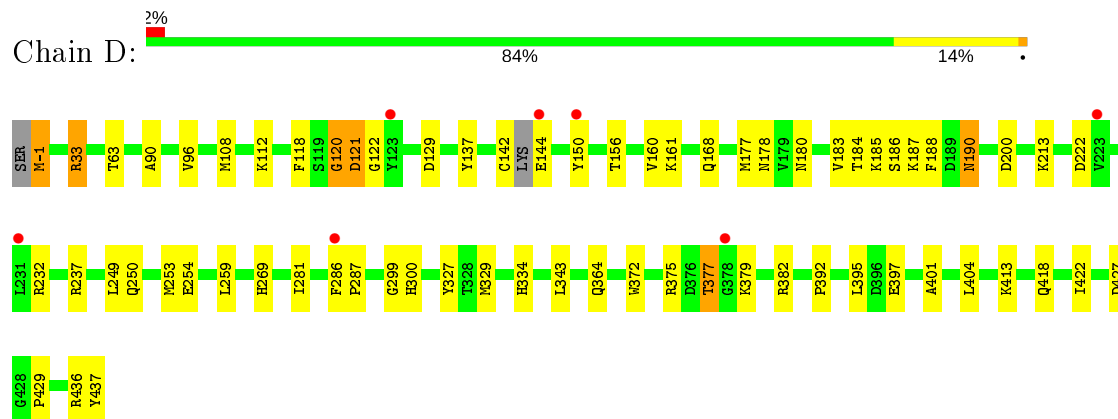 2%
Chain D:
84% 14% .
SER M-1 R33 T63 A90 V96 M108 K112 F118 S119 G120 D121 G122 Y123 D129 Y137 C142 LYS E144 Y150 T156 V160 K161 Q168 M177 N178 V179 N180 V183 T184 K185 S186 K187 F188 D189 N190 D200 K213 D222 V223
L231 R232 R237 L249 Q250 M253 E254 L259 H269 I281 F286 P287 G299 H300 Y327 T328 M329 H334 L343 Q364 W372 R375 D376 T377 G378 K379 R382 P392 L395 D396 E397 A401 L404 K413 Q418 I422 D427
G428 P429 R436 Y437